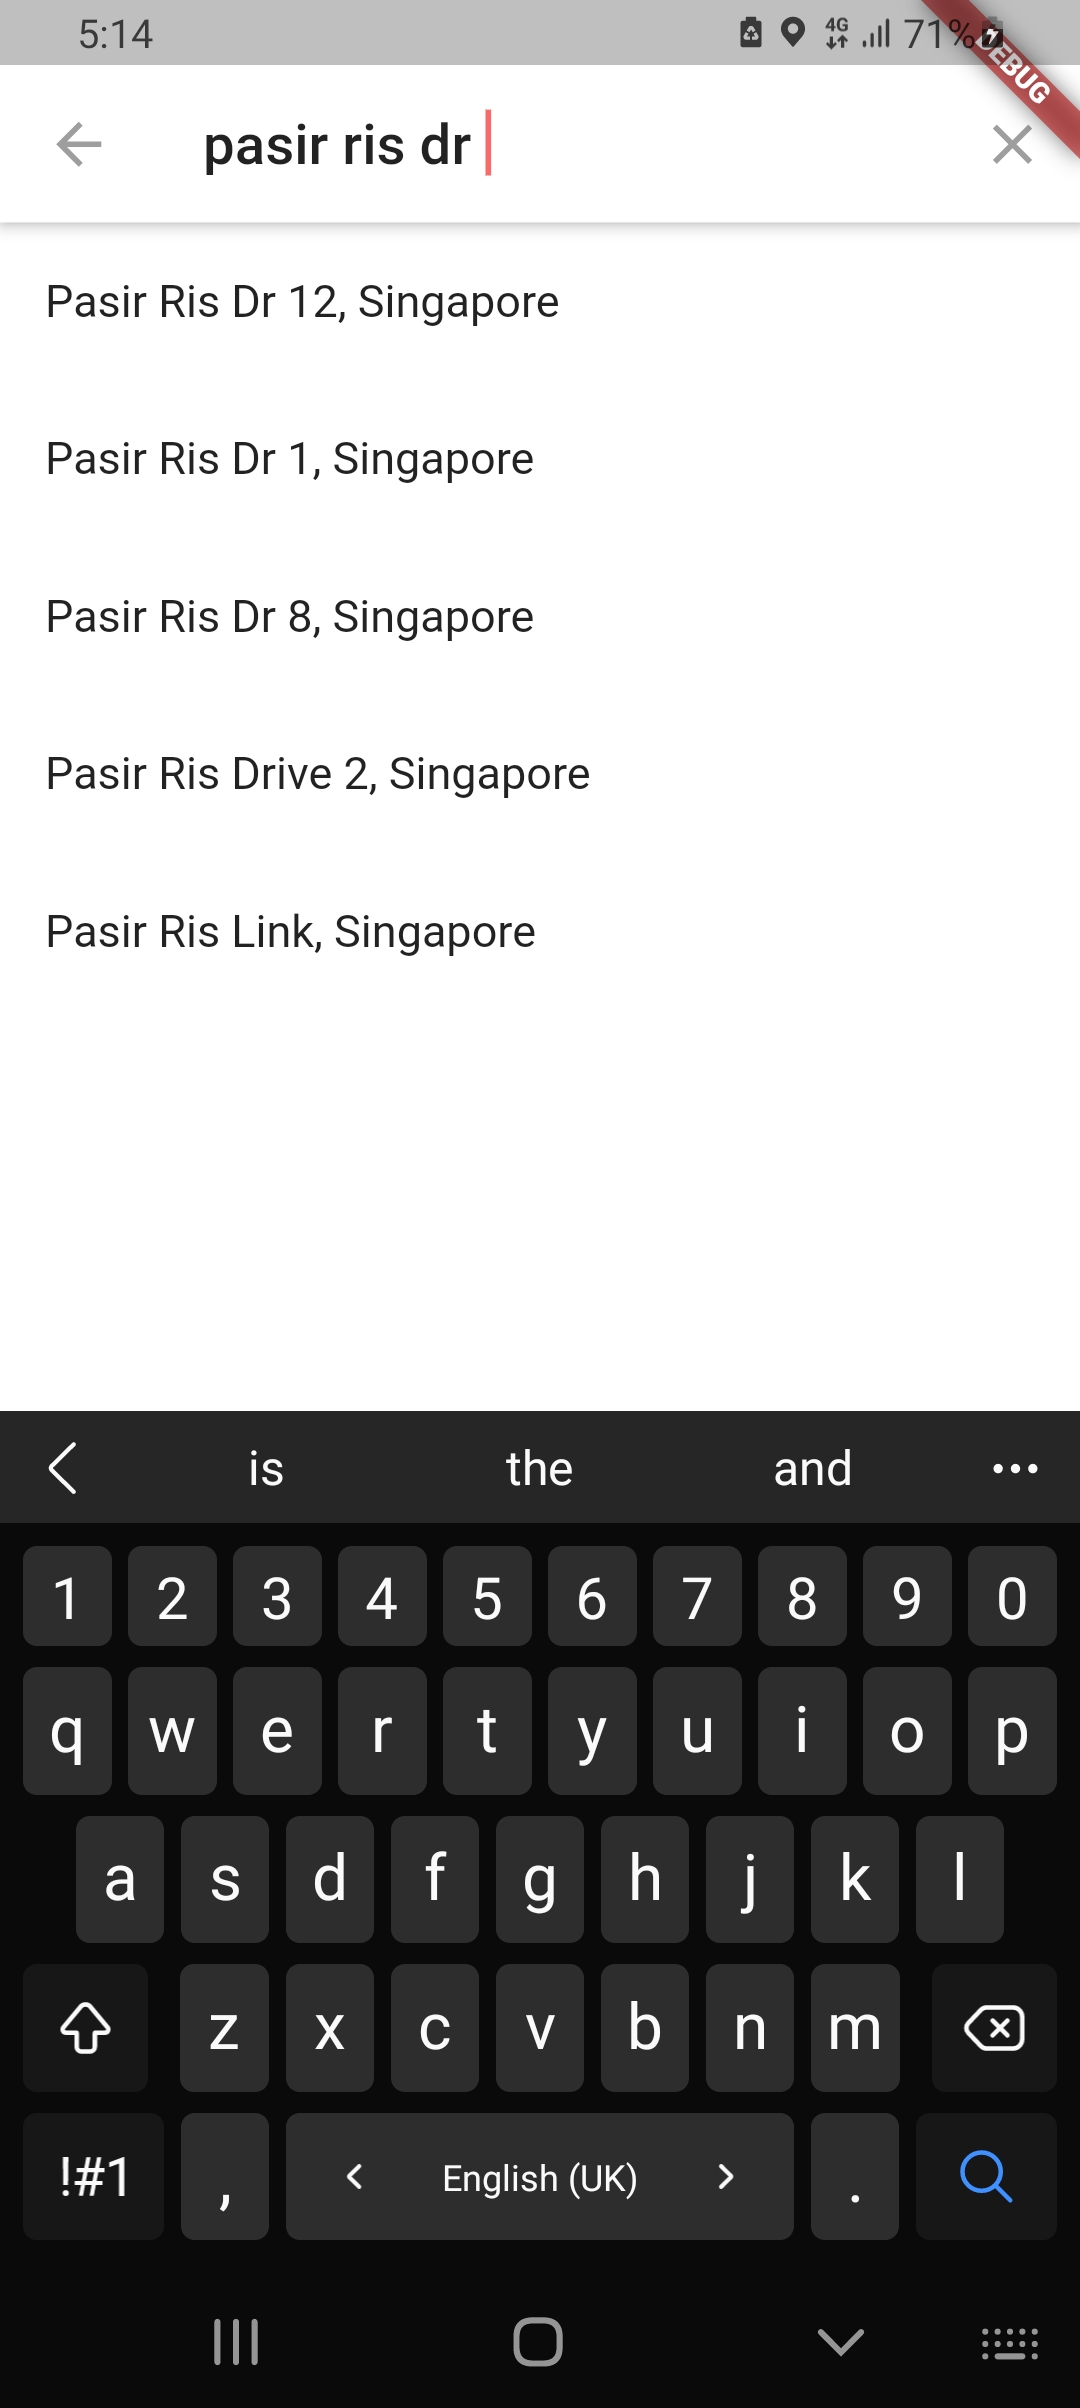 5:14
4G
71%
DEBUG
pasir ris dr
Pasir Ris Dr 12, Singapore
Pasir Ris Dr 1, Singapore
Pasir Ris Dr 8, Singapore
Pasir Ris Drive 2, Singapore
Pasir Ris Link, Singapore
is the and
1 2 3 4 5 6 7 8 9 0
q w e r t y u i o p
a s d f g h j k l
z x c v b n m
!#1 , English (UK) .